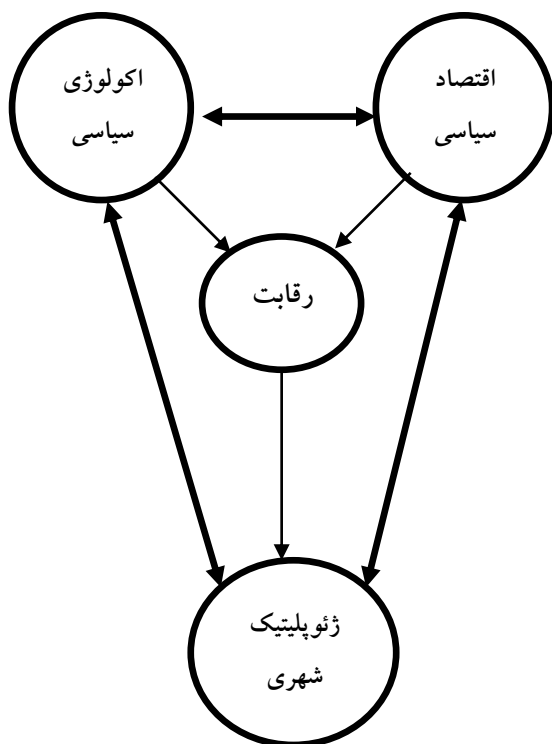 اقتصاد
سیاسی
اکولوژی
سیاسی
رقابت
ژئوپلیتیک
شهری